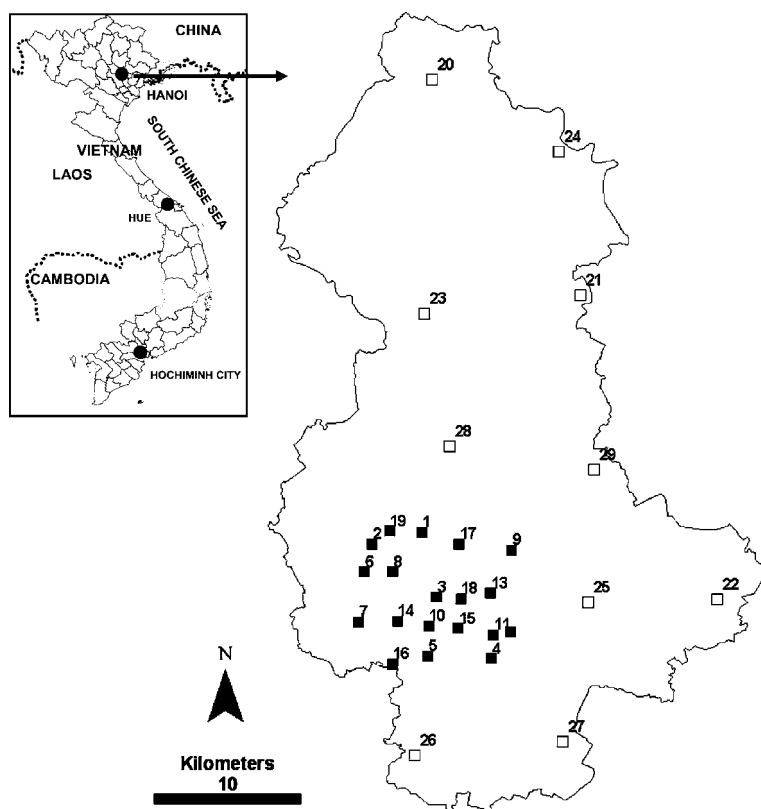 CHINA
HANOI
SOUTH CHINESE SEA
VIETNAM
LAOS
HUE
CAMBODIA
HOCHIMINH CITY
20
24
21
23
28
29
19
1
2
17
9
6
8
3
18
13
25
22
7
14
10
15
11
16
5
4
26
27
N
Kilometers
10